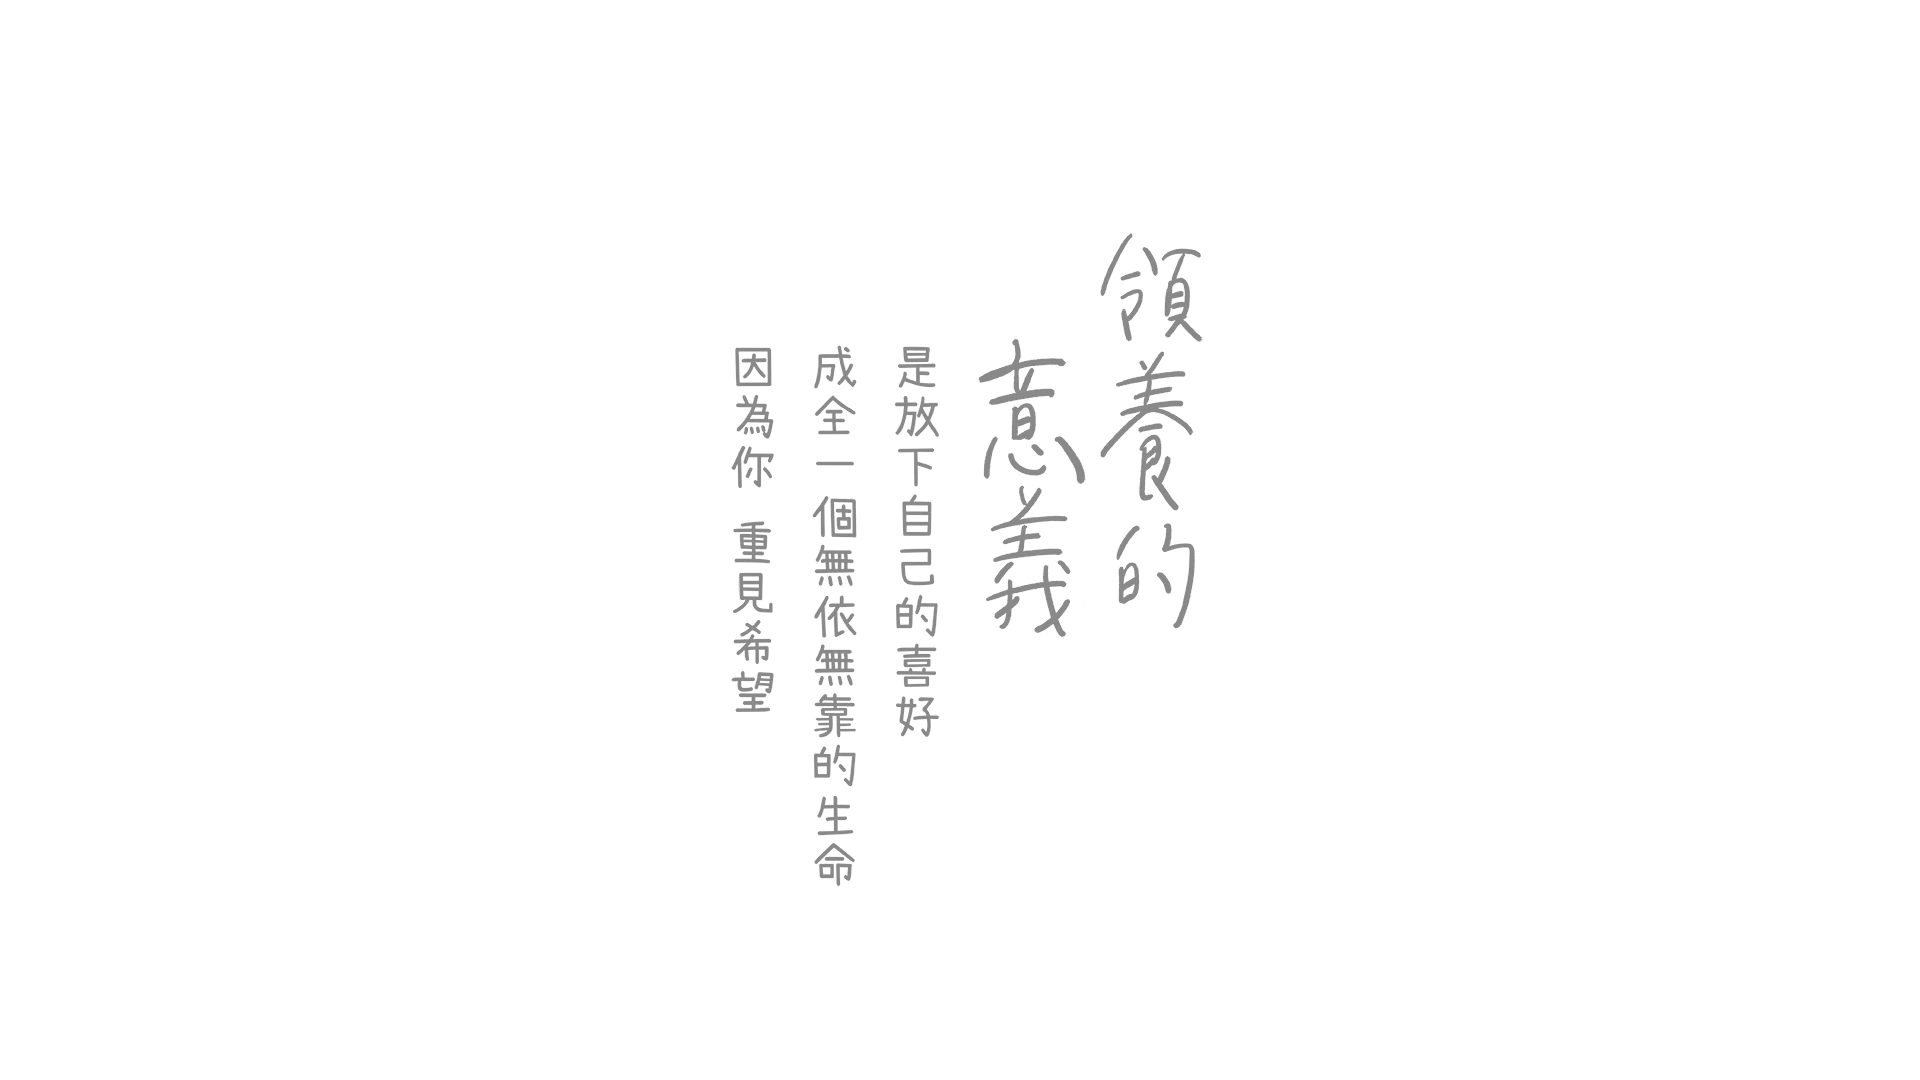 領養的
意義
是放下自己的喜好
成全一個無依無靠的生命
因為你 重見希望